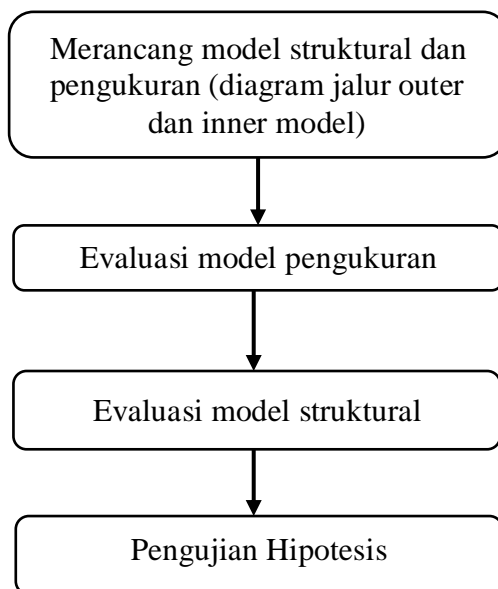 Merancang model struktural dan
pengukuran (diagram jalur outer
dan inner model)
Evaluasi model pengukuran
Evaluasi model struktural
Pengujian Hipotesis